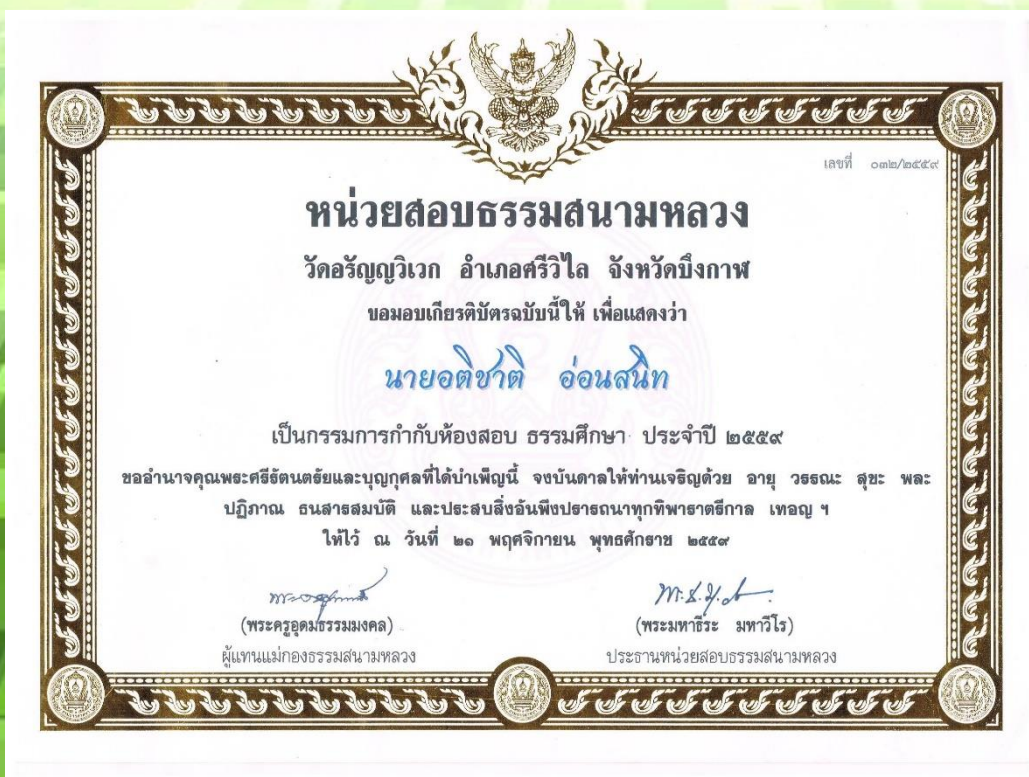 เลขที่ ๐๓๒/๒๕๕๙
หน่วยสอบธรรมสนามหลวง
วัดอรัญญวิเวก อำเภอศรีวิไล จังหวัดบึงกาฬ
ขอมอบเกียรติบัตรฉบับนี้ให้ เพื่อแสดงว่า
นายอติชาติ อ่อนสนิท
เป็นกรรมการกำกับห้องสอบ ธรรมศึกษา ประจำปี ๒๕๕๙
ขออำนาจคุณพระศรีรัตนตรัยและบุญกุศลที่ได้บำเพ็ญนี้ จงบันดาลให้ท่านเจริญด้วย อายุ วรรณะ สุขะ พละ
ปฏิภาณ ธนสารสมบัติ และประสบสิ่งอันพึงปรารถนาทุกทิพาราตรีกาล เทอญ ฯ
ให้ไว้ ณ วันที่ ๒๑ พฤศจิกายน พุทธศักราช ๒๕๕๙
(พระครูอุดมธรรมมงคล)
ผู้แทนแม่กองธรรมสนามหลวง
(พระมหาธีระ มหาวีโร)
ประธานหน่วยสอบธรรมสนามหลวง